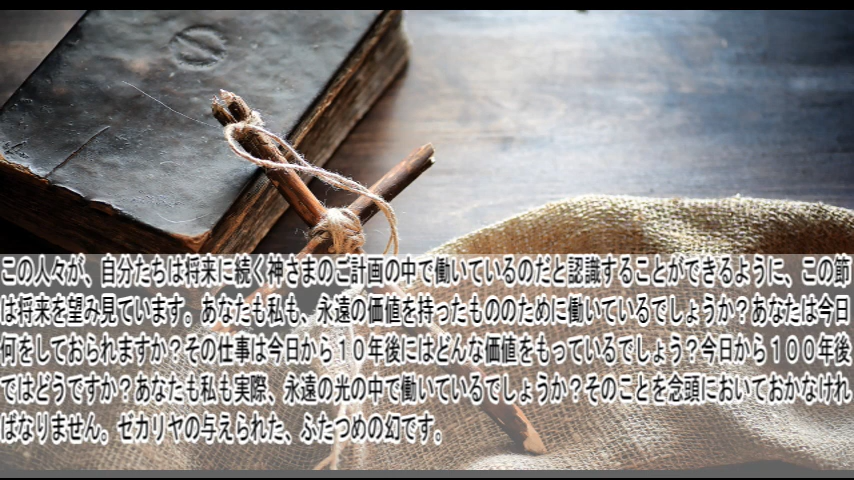 この人々が、自分たちは将来に続く神さまのご計画の中で働いているのだと認識することができるように、この節
は将来を望み見ています。あなたも私も、永遠の価値を持ったもののために働いているでしょうか？あなたは今日
何をしておられますか？その仕事は今日から１０年後にはどんな価値をもっているでしょう？今日から１００年後
ではどうですか？あなたも私も実際、永遠の光の中で働いているでしょうか？そのことを念頭においておかなけれ
ばなりません。ゼカリヤの与えられた、ふたつめの幻です。